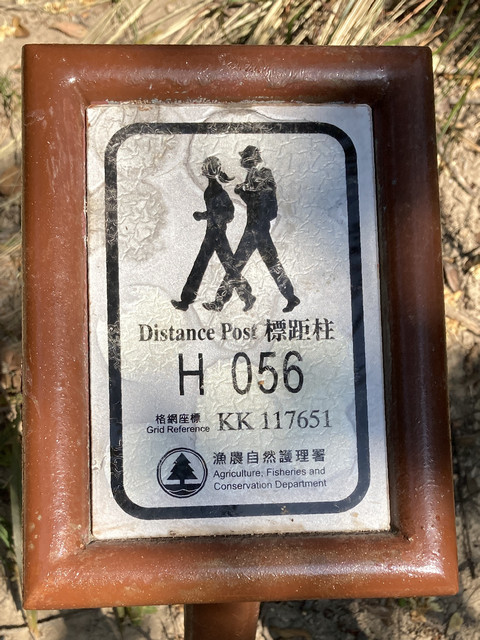 Distance Post 標距柱
H 056
格網座標
Grid Reference KK 117651
漁農自然護理署
Agriculture, Fisheries and
Conservation Department